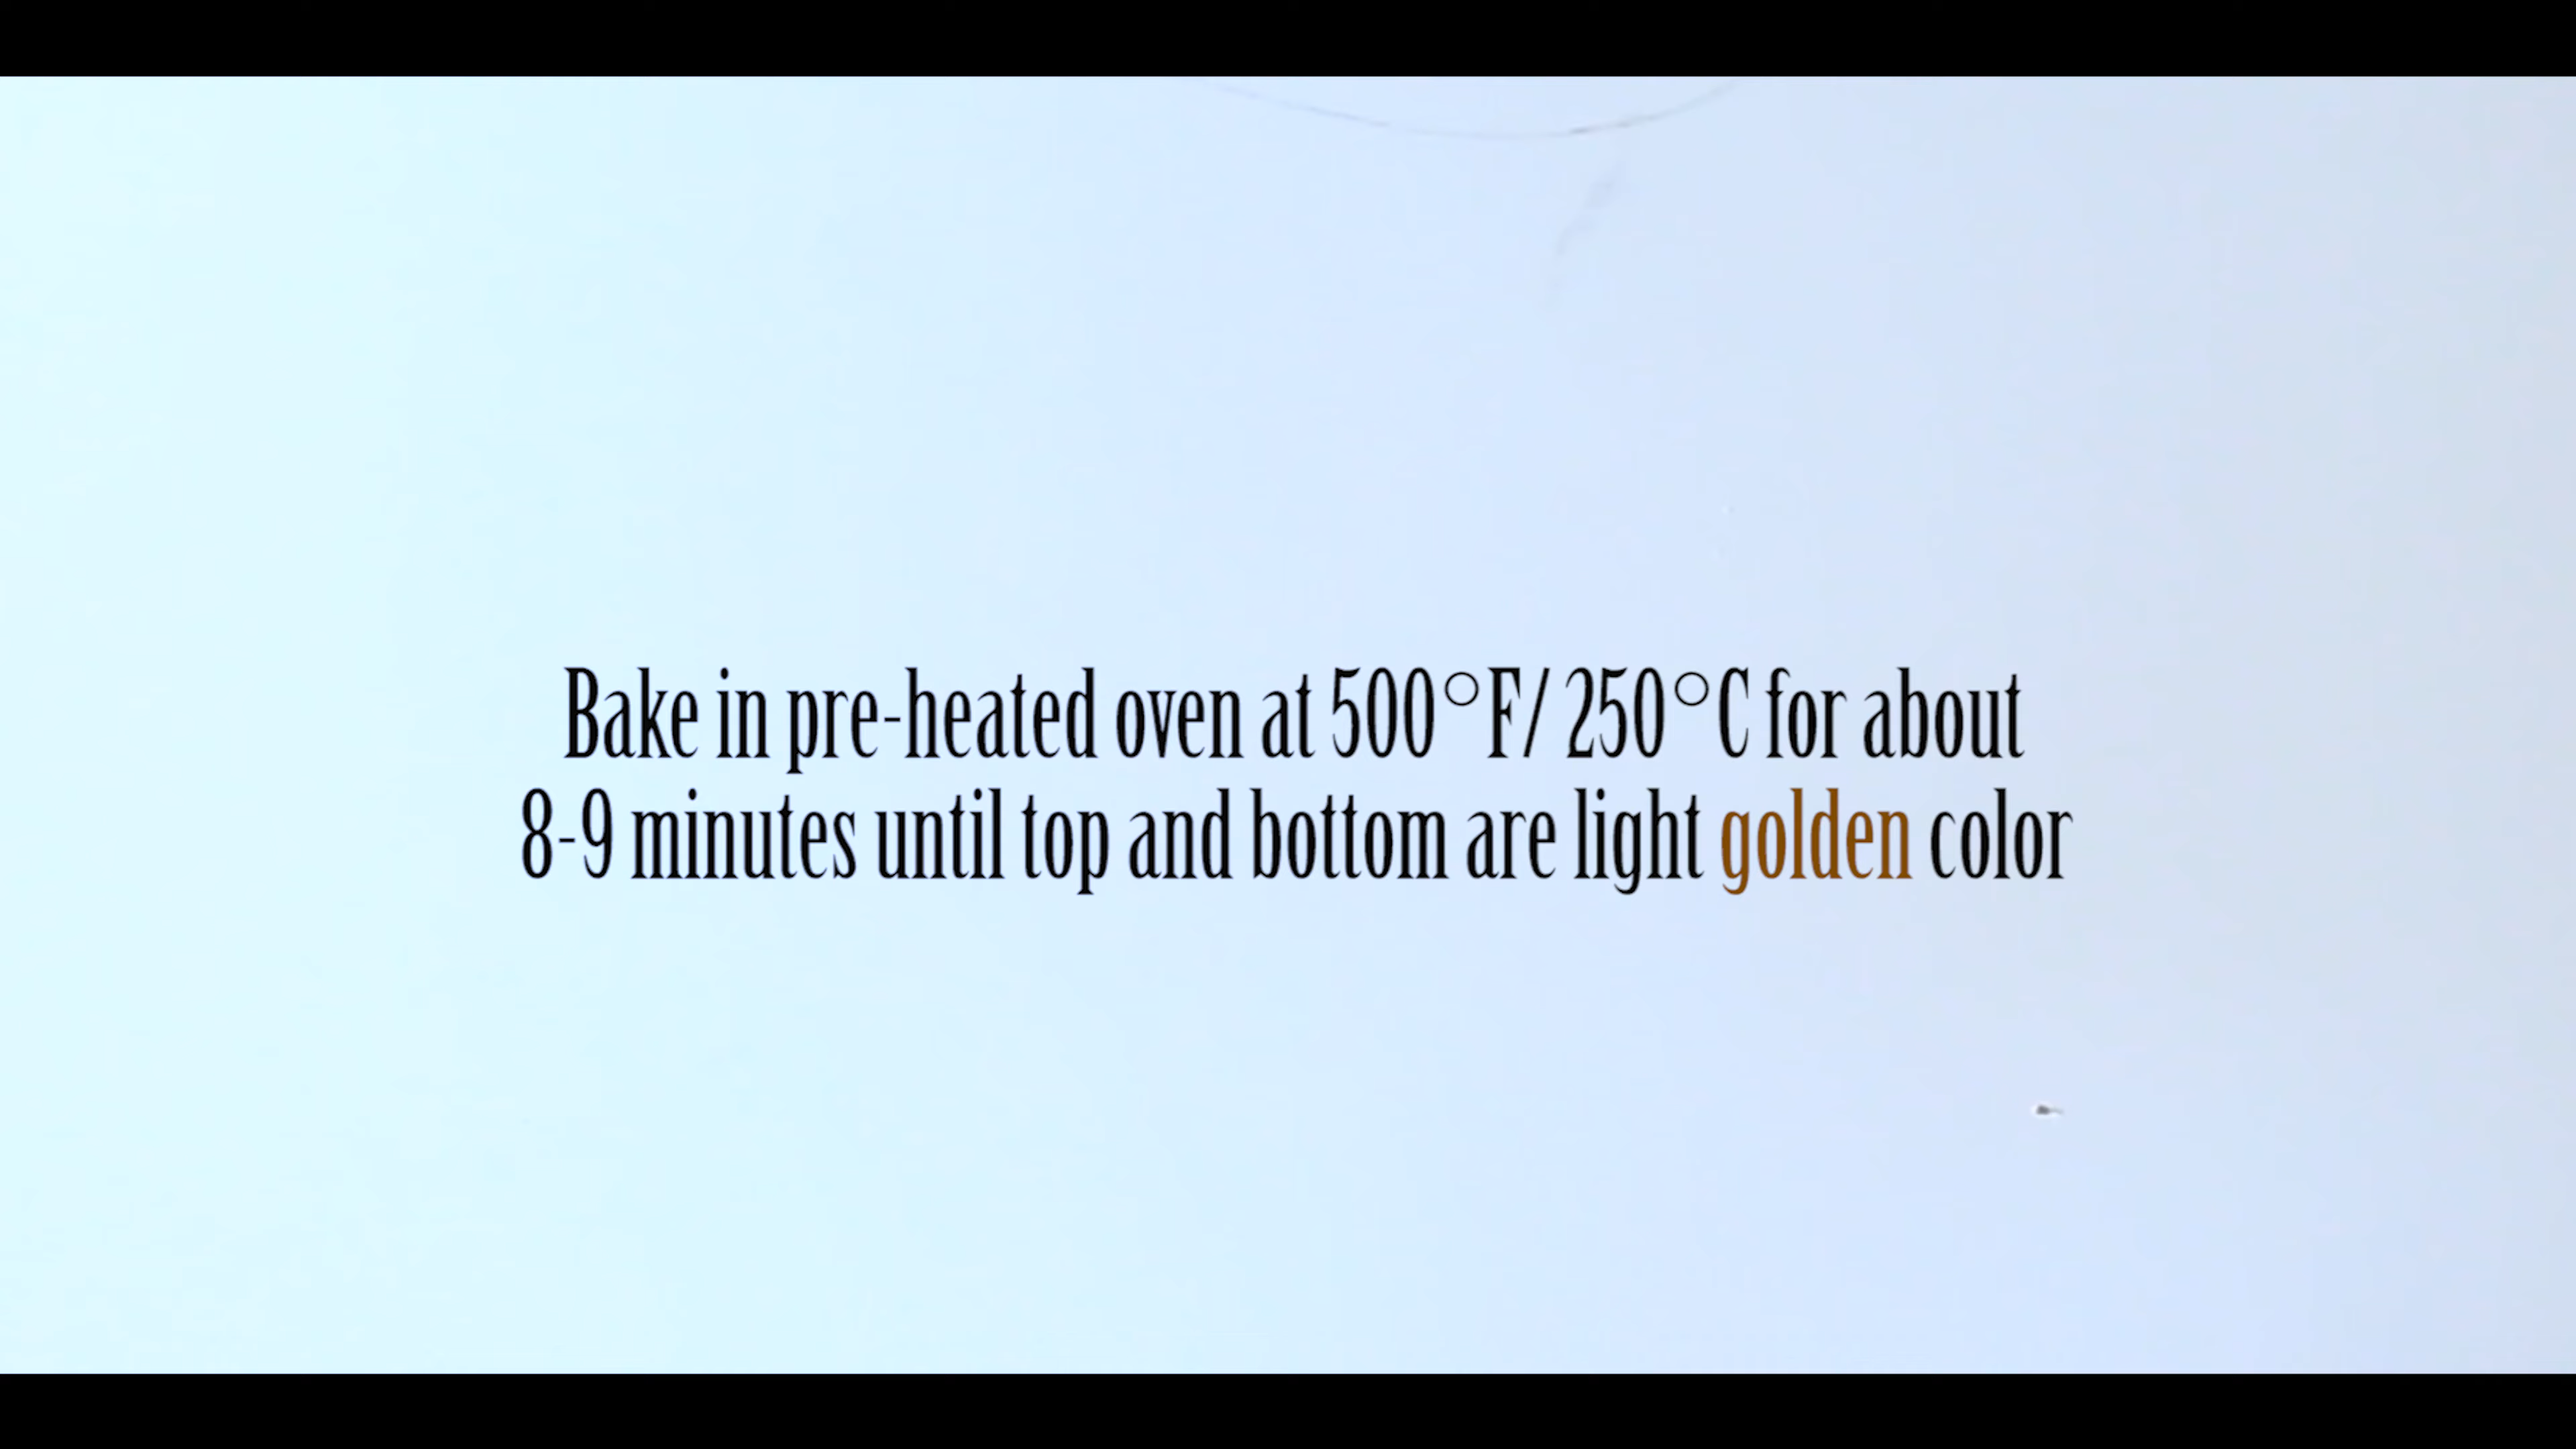 Bake in pre-heated oven at 500°F/ 250°C for about
8-9 minutes until top and bottom are light golden color